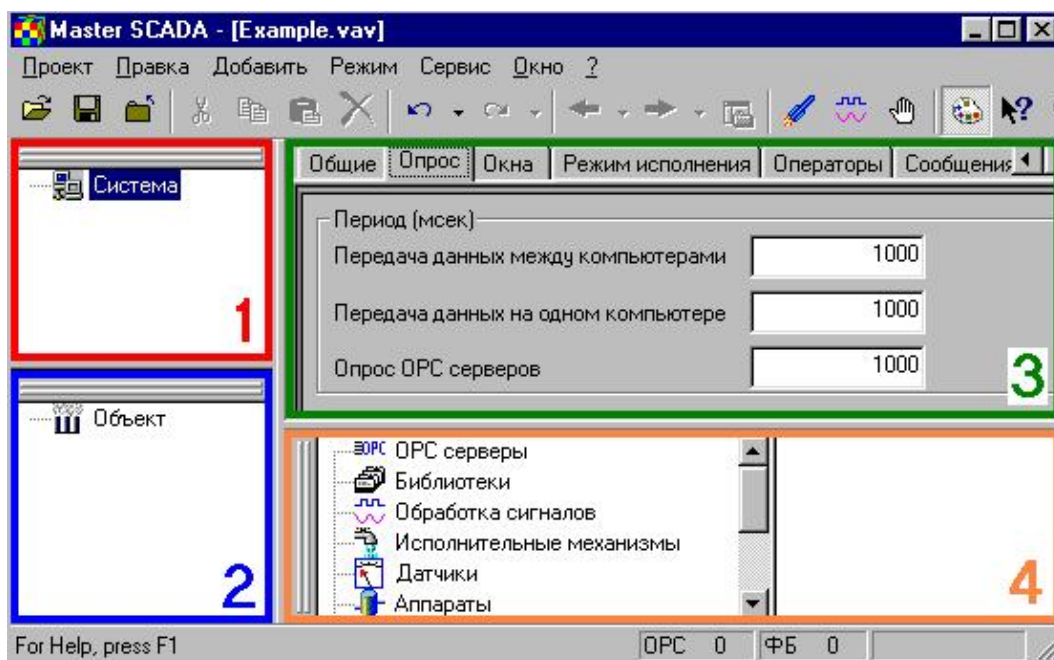 Master SCADA - [Example.vav]
Проект Правка Добавить Режим Сервис Окно ?
Система
1
Объект
2
Общие Опрос Окна Режим исполнения Операторы Сообщения
Период (мсек)
Передача данных между компьютерами 1000
Передача данных на одном компьютере 1000
Опрос OPC серверов 1000
3
OPC OPC серверы
Библиотеки
Обработка сигналов
Исполнительные механизмы
Датчики
Аппараты
4
For Help, press F1 OPC 0 ФБ 0